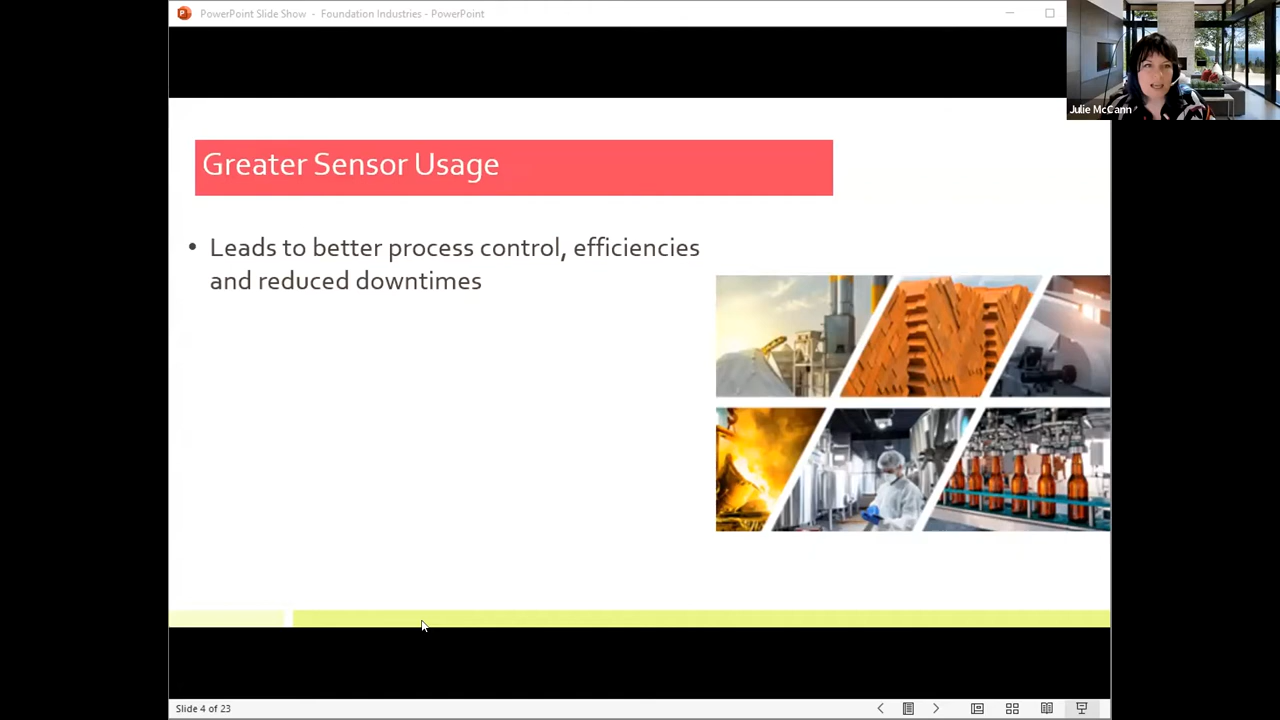 PowerPoint Slide Show - Foundation Industries - PowerPoint
Julie McCann
Greater Sensor Usage
• Leads to better process control, efficiencies
and reduced downtimes
Slide 4 of 23